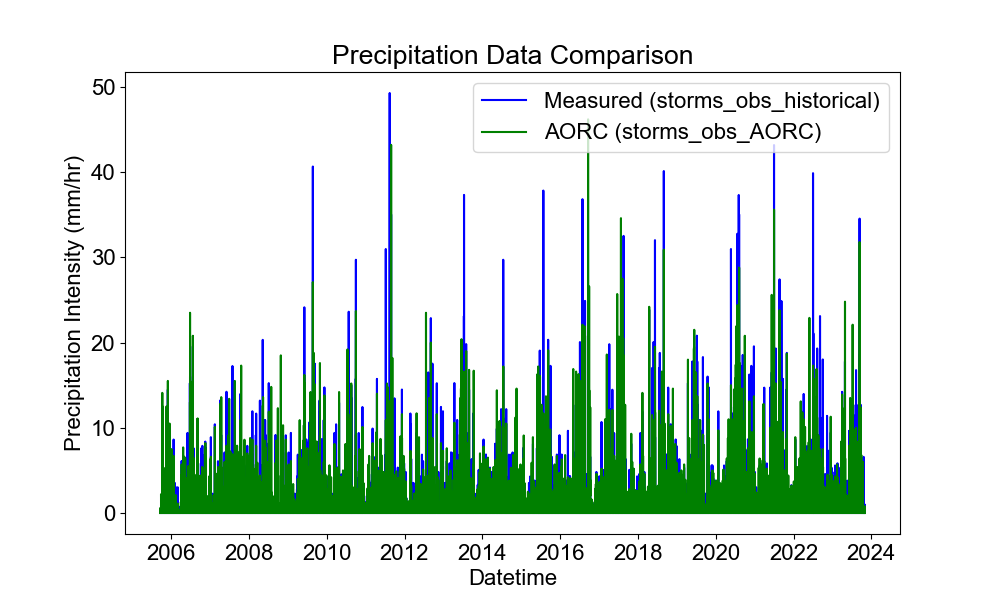 Precipitation Data Comparison
Measured (storms_obs_historical)
AORC (storms_obs_AORC)
Precipitation Intensity (mm/hr)
50
40
30
20
10
0
2006 2008 2010 2012 2014 2016 2018 2020 2022 2024
Datetime